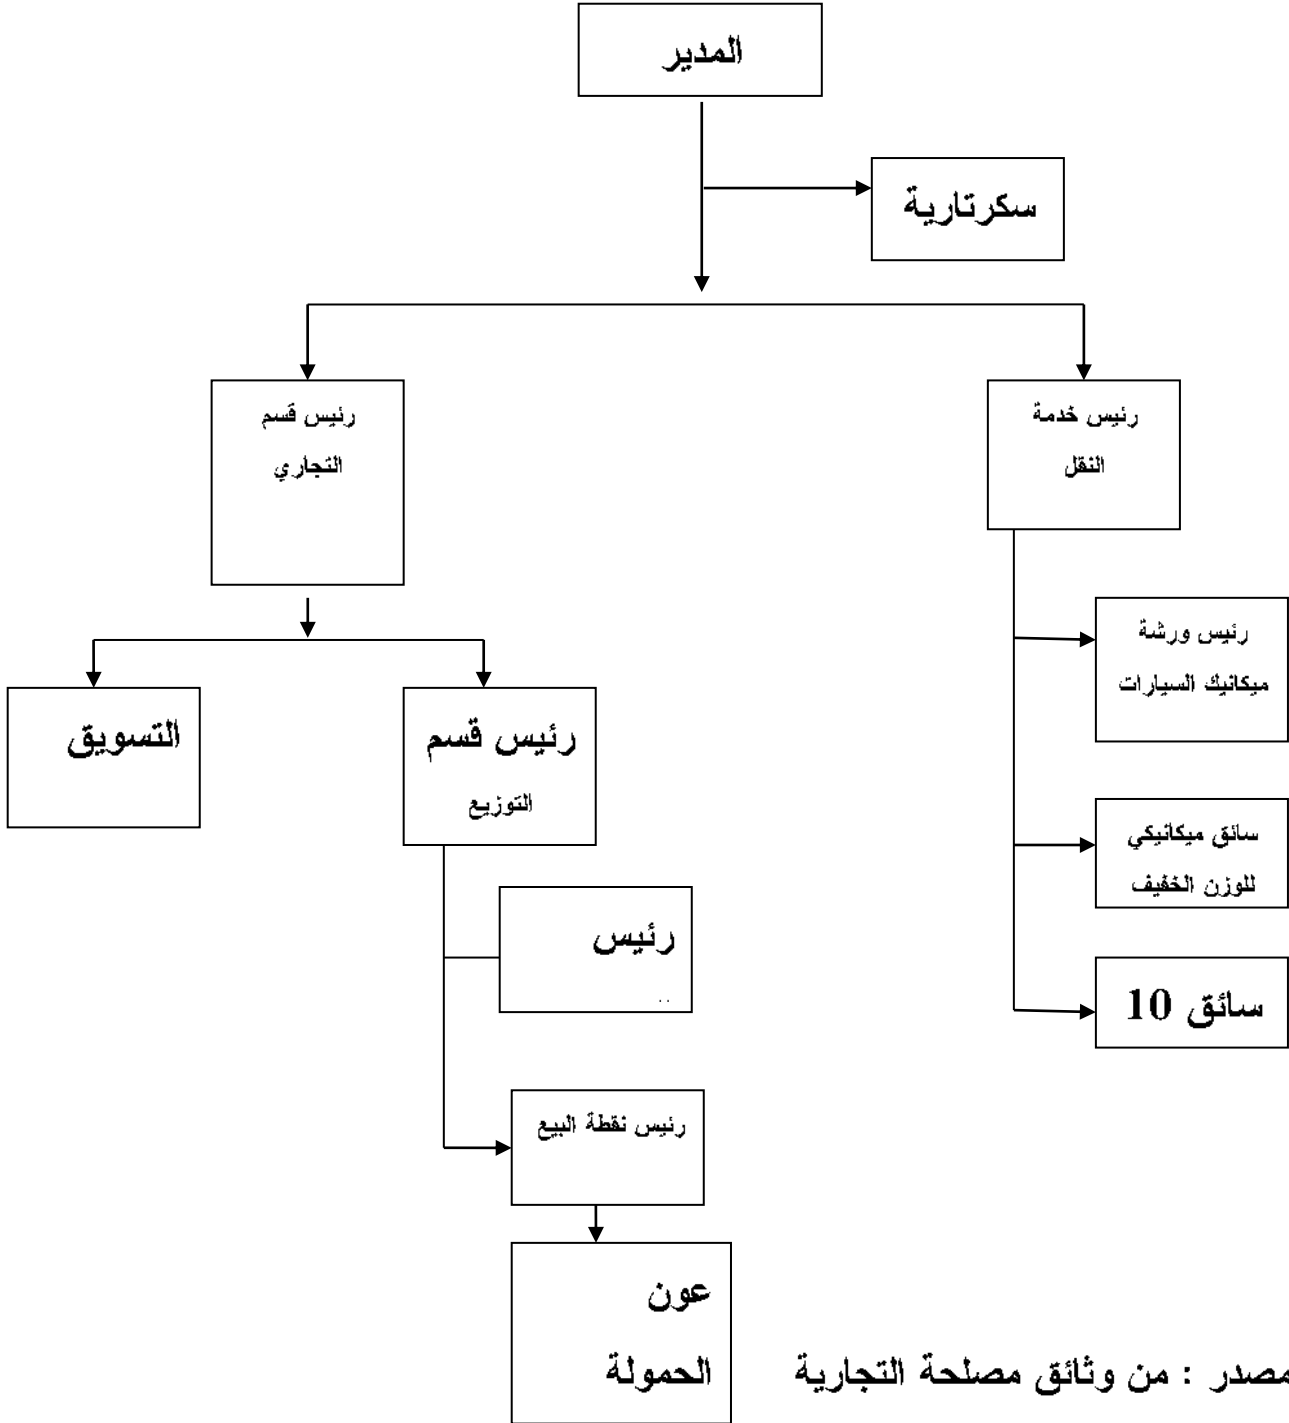 المدير
سكرتارية
رئيس خدمة
النقل
رئيس قسم
التجاري
رئيس ورشة
ميكانيك السيارات
رئيس قسم
التوزيع
التسويق
سائق ميكانيكي
للوزن الخفيف
رئيس
سائق 10
رئيس نقطة البيع
عون
الحمولة
مصدر : من وثائق مصلحة التجارية